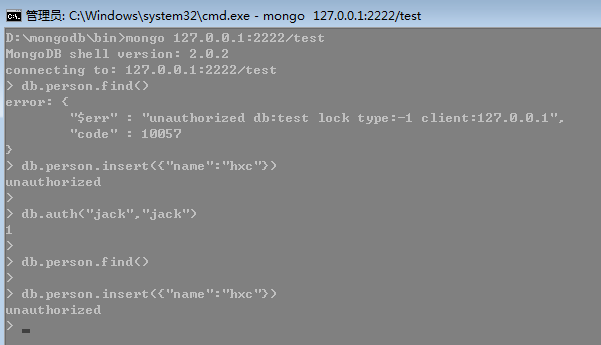 管理员: C:\Windows\system32\cmd.exe - mongo  127.0.0.1:2222/test
D:\mongodb\bin>mongo 127.0.0.1:2222/test
MongoDB shell version: 2.0.2
connecting to: 127.0.0.1:2222/test
> db.person.find()
error: {
        "$err" : "unauthorized db:test lock type:-1 client:127.0.0.1",
        "code" : 10057
}
> db.person.insert({"name":"hxc"})
unauthorized
>
> db.auth("jack","jack")
1
>
> db.person.find()
>
> db.person.insert({"name":"hxc"})
unauthorized
>